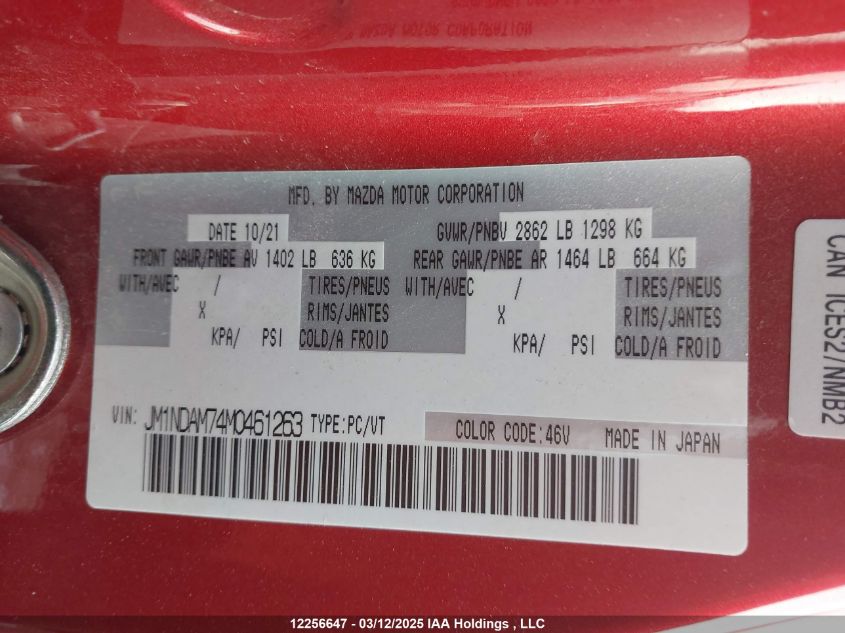 MFD. BY MAZDA MOTOR CORPORATION
DATE 10/21 GVWR/PNBV 2862 LB 1298 KG
FRONT GAWR/PNBE AV 1402 LB 636 KG REAR GAWR/PNBE AR 1464 LB 664 KG
WITH/AVEC / TIRES/PNEUS WITH/AVEC / TIRES/PNEUS
X RIMS/JANTES X RIMS/JANTES
KPA/ PSI COLD/A FROID KPA/ PSI COLD/A FROID
VIN: JM1NDAM74M0461263 TYPE:PC/VT COLOR CODE:46V MADE IN JAPAN
CAN ICES2/NMB2
12256647 - 03/12/2025 IAA Holdings , LLC